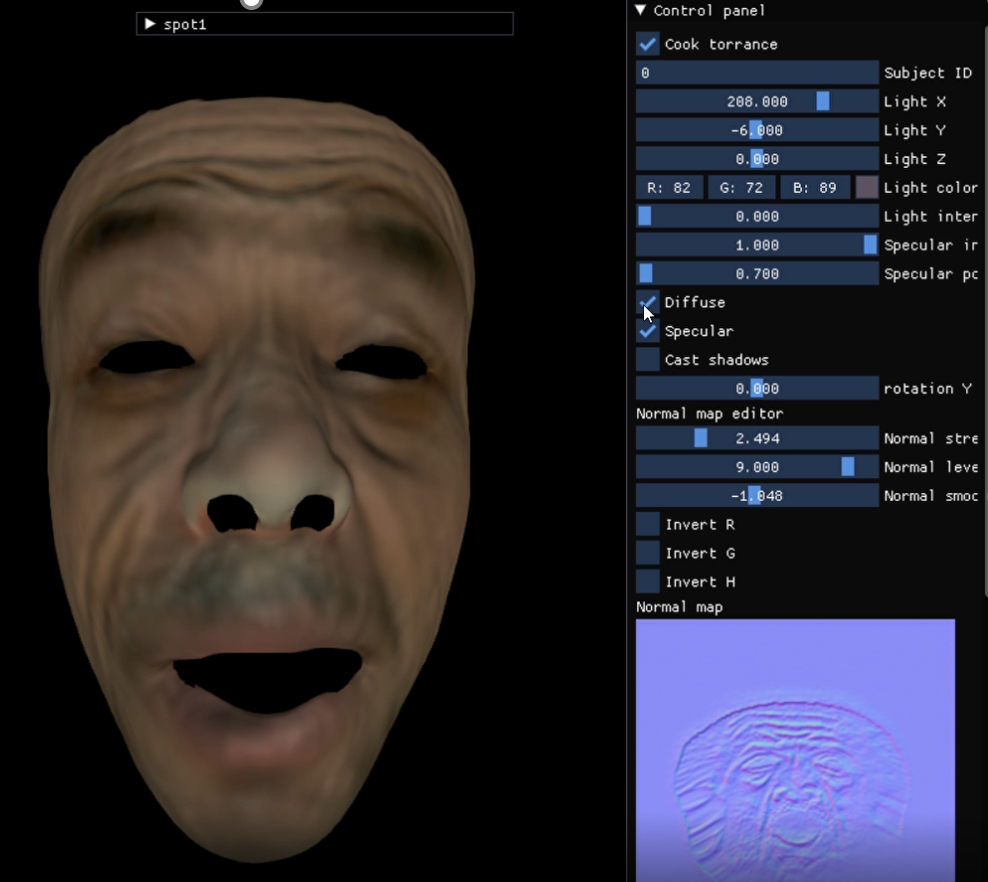 spot1
Control panel
Cook torrance
0 Subject ID
208.000 Light X
-6.000 Light Y
0.000 Light Z
R: 82 G: 72 B: 89 Light color
0.000 Light inter
1.000 Specular ir
0.700 Specular po
Diffuse
Specular
Cast shadows
0.000 rotation Y
Normal map editor
2.494 Normal stre
9.000 Normal leve
-1.048 Normal smoo
Invert R
Invert G
Invert H
Normal map